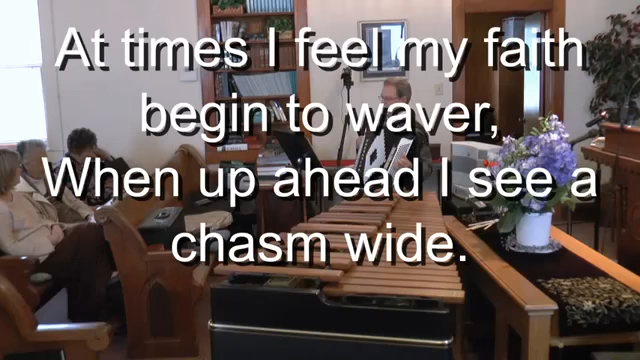 At times I feel my faith
begin to waver,
When up ahead I see a
chasm wide.